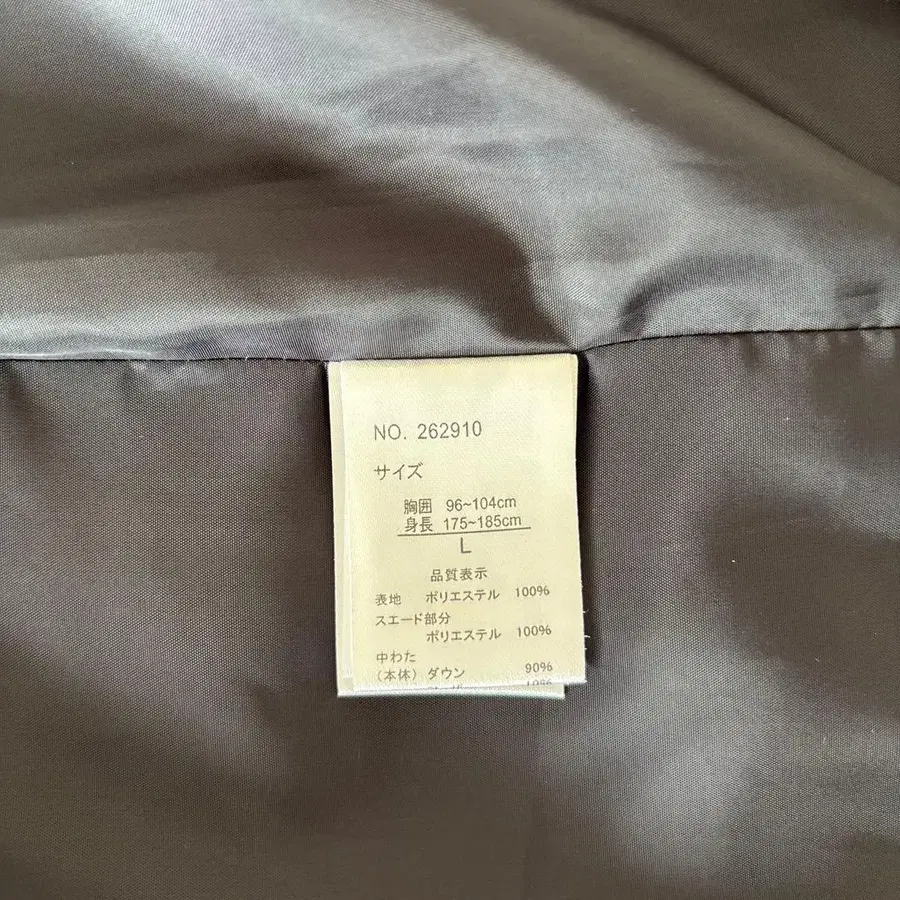 NO. 262910
サイズ
胸囲 96~104cm
身長 175~185cm
L
品質表示
表地 ポリエステル 100%
スエード部分
ポリエステル 100%
中わた
(本体) ダウン 90%
10%